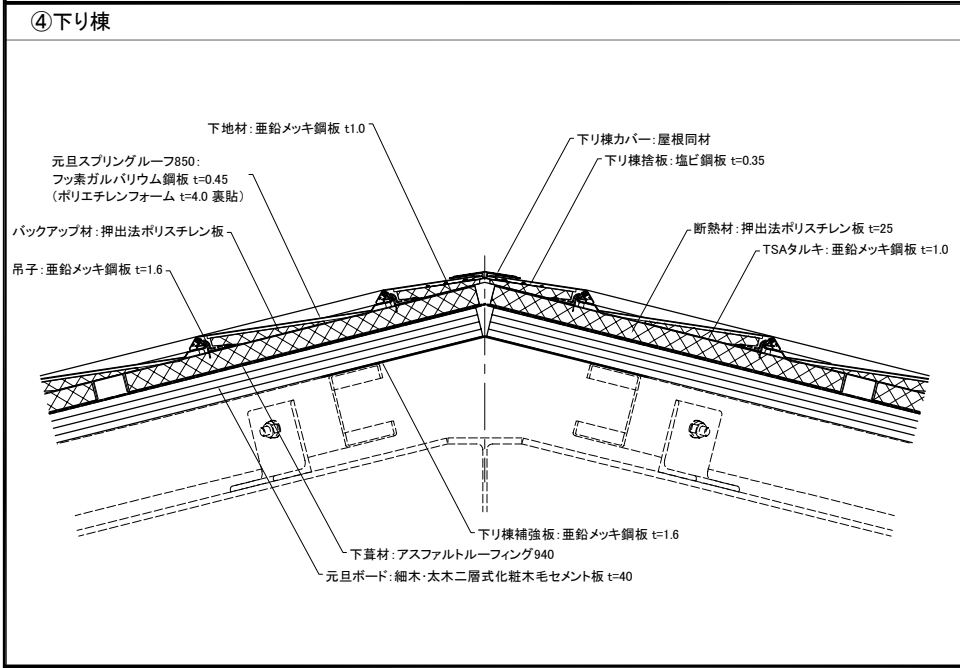 ④下り棟
下地材:亜鉛メッキ鋼板 t1.0
元旦スプリングルーフ850:
フッ素ガルバリウム鋼板 t=0.45
(ポリエチレンフォーム t=4.0 裏貼)
バックアップ材:押出法ポリスチレン板
吊子:亜鉛メッキ鋼板 t=1.6
下り棟カバー:屋根同材
下り棟捨板:塩ビ鋼板 t=0.35
断熱材:押出法ポリスチレン板 t=25
TSAタルキ:亜鉛メッキ鋼板 t=1.0
下り棟補強板:亜鉛メッキ鋼板 t=1.6
下葺材:アスファルトルーフィング940
元旦ボード:細木・太木二層式化粧木毛セメント板 t=40